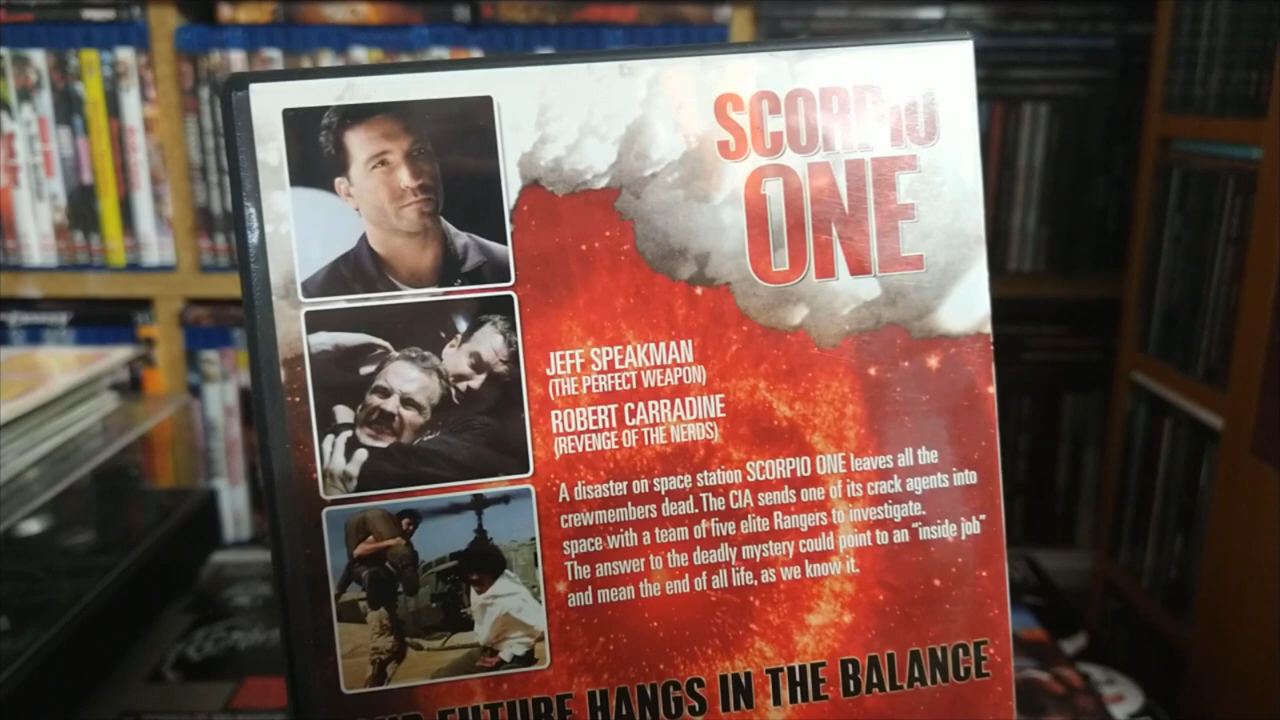 SCORPIO
ONE
JEFF SPEAKMAN
(THE PERFECT WEAPON)
ROBERT CARRADINE
(REVENGE OF THE NERDS)
A disaster on space station SCORPIO ONE leaves all the
crewmembers dead. The CIA sends one of its crack agents into
space with a team of five elite Rangers to investigate.
The answer to the deadly mystery could point to an "inside job"
and mean the end of all life, as we know it.
FUTURE HANGS IN THE BALANCE